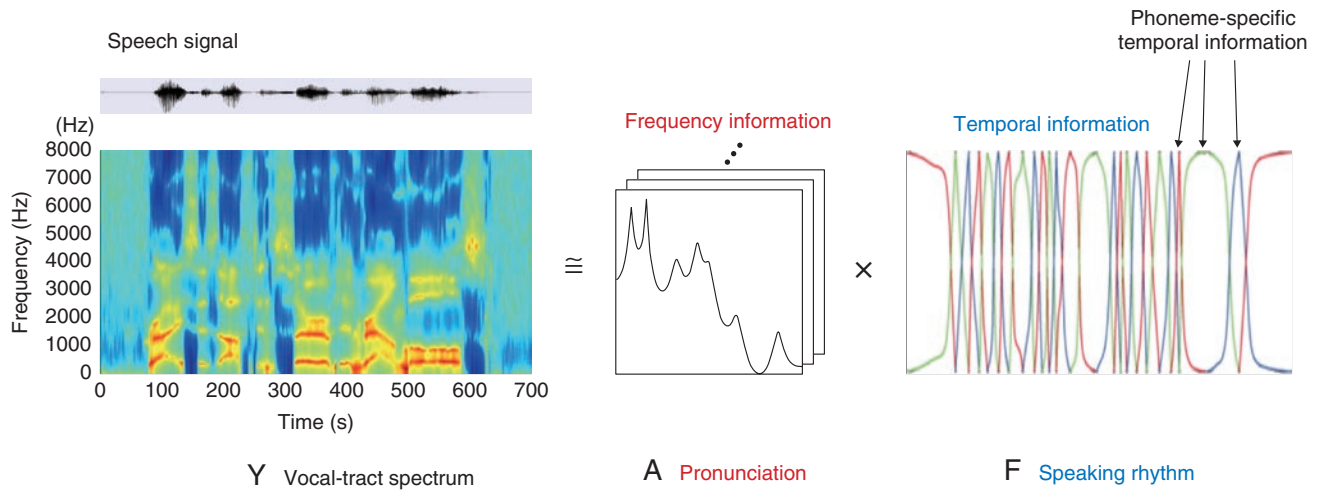 Speech signal
(Hz)
8000
7000
6000
5000
4000
3000
2000
1000
0
Frequency (Hz)
0 100 200 300 400 500 600 700
Time (s)
Y Vocal-tract spectrum
≅
Frequency information
A Pronunciation
×
Phoneme-specific
temporal information
Temporal information
F Speaking rhythm